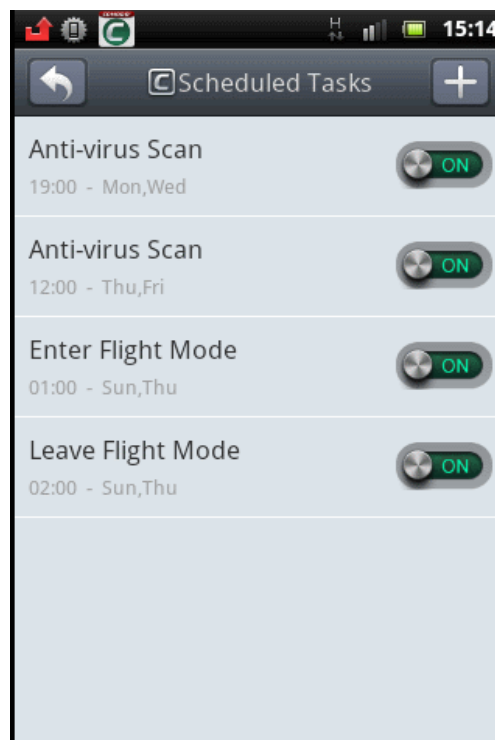 H
15:14
C Scheduled Tasks
Anti-virus Scan
ON
19:00 - Mon,Wed
Anti-virus Scan
ON
12:00 - Thu,Fri
Enter Flight Mode
ON
01:00 - Sun,Thu
Leave Flight Mode
ON
02:00 - Sun,Thu